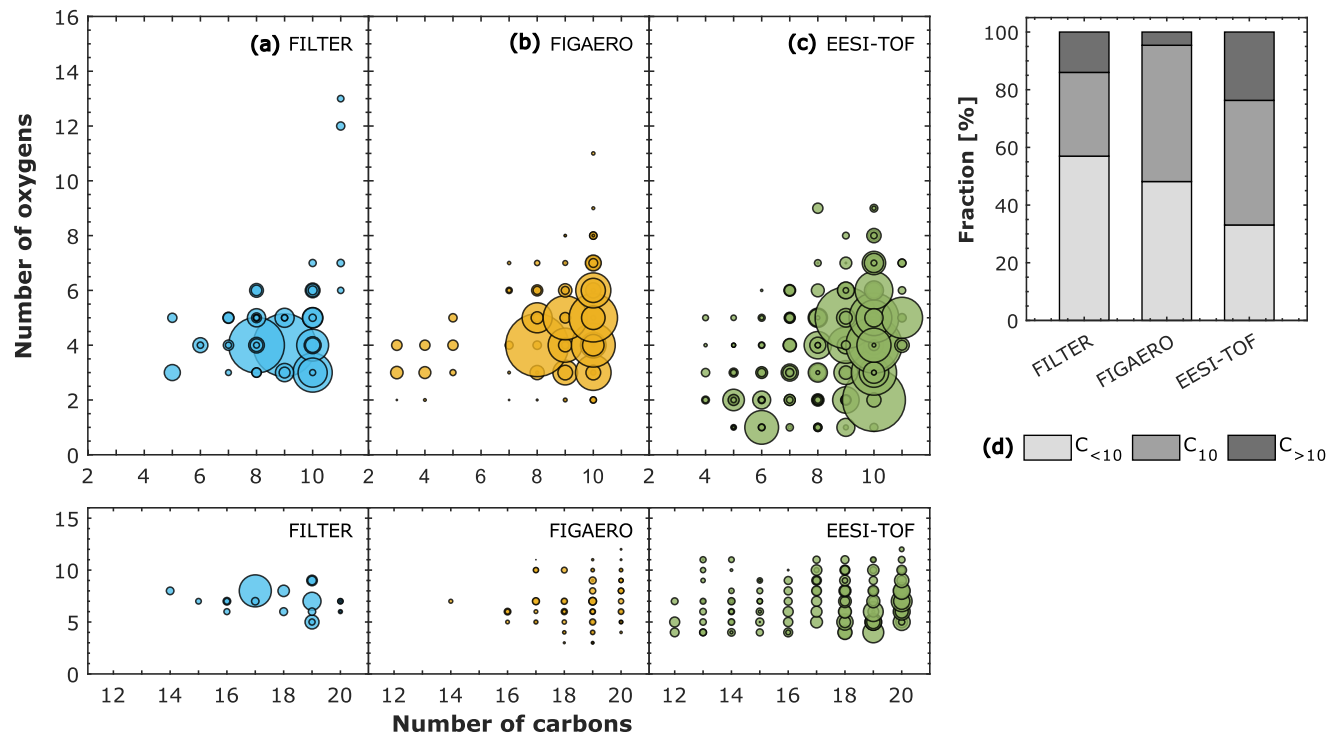 (a) FILTER
(b) FIGAERO
(c) EESI-TOF
Number of oxygens
16
14
12
10
8
6
4
2
0
2 4 6 8 10
2 4 6 8 10
2 4 6 8 10
FILTER
FIGAERO
EESI-TOF
15
10
5
0
12 14 16 18 20
12 14 16 18 20
12 14 16 18 20
Number of carbons
Fraction [%]
100
80
60
40
20
0
FILTER
FIGAERO
EESI-TOF
(d) C<10 C10 C>10